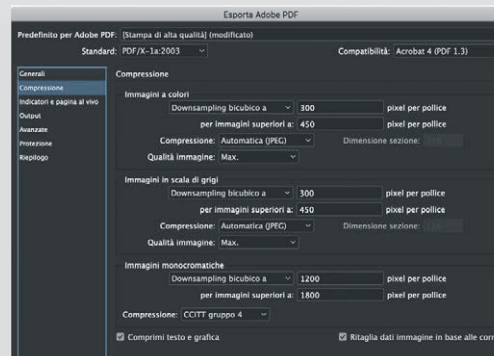 Esporta Adobe PDF
Predefinito per Adobe PDF: [Stampa di alta qualità] (modificato)
Standard: PDF/X-1a:2003 Compatibilità: Acrobat 4 (PDF 1.3)
Generali
Compressione
Indicatori e pagina al vivo
Output
Avanzate
Protezione
Riepilogo
Compressione
Immagini a colori
Downsampling bicubico a 300 pixel per pollice
per immagini superiori a: 450 pixel per pollice
Compressione: Automatica (JPEG) Dimensione sezione:
Qualità immagine: Max.
Immagini in scala di grigi
Downsampling bicubico a 300 pixel per pollice
per immagini superiori a: 450 pixel per pollice
Compressione: Automatica (JPEG) Dimensione sezione:
Qualità immagine: Max.
Immagini monocromatiche
Downsampling bicubico a 1200 pixel per pollice
per immagini superiori a: 1800 pixel per pollice
Compressione: CCITT gruppo 4
Comprimi testo e grafica Ritaglia dati immagine in base alle corn